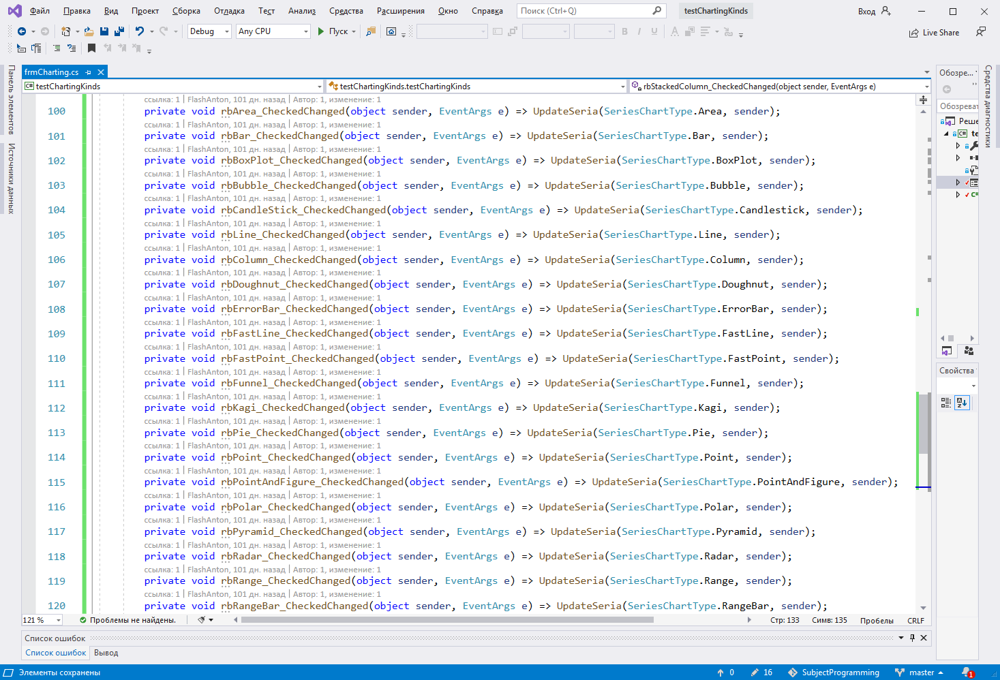 Файл Правка Вид Проект Сборка Отладка Тест Анализ Средства Расширения Окно Справка Поиск (Ctrl+Q) testChartingKinds Вход
Debug Any CPU Пуск Live Share
Панель элементов
Источники данных
frmCharting.cs
testChartingKinds testChartingKinds.testChartingKinds rbStackedColumn_CheckedChanged(object sender, EventArgs e)
ссылка: 1 | FlashAnton, 101 дн. назад | Автор: 1, изменение: 1
100 private void rbArea_CheckedChanged(object sender, EventArgs e) => UpdateSeria(SeriesChartType.Area, sender);
ссылка: 1 | FlashAnton, 101 дн. назад | Автор: 1, изменение: 1
101 private void rbBar_CheckedChanged(object sender, EventArgs e) => UpdateSeria(SeriesChartType.Bar, sender);
ссылка: 1 | FlashAnton, 101 дн. назад | Автор: 1, изменение: 1
102 private void rbBoxPlot_CheckedChanged(object sender, EventArgs e) => UpdateSeria(SeriesChartType.BoxPlot, sender);
ссылка: 1 | FlashAnton, 101 дн. назад | Автор: 1, изменение: 1
103 private void rbBubble_CheckedChanged(object sender, EventArgs e) => UpdateSeria(SeriesChartType.Bubble, sender);
ссылка: 1 | FlashAnton, 101 дн. назад | Автор: 1, изменение: 1
104 private void rbCandleStick_CheckedChanged(object sender, EventArgs e) => UpdateSeria(SeriesChartType.Candlestick, sender);
ссылка: 1 | FlashAnton, 101 дн. назад | Автор: 1, изменение: 1
105 private void rbLine_CheckedChanged(object sender, EventArgs e) => UpdateSeria(SeriesChartType.Line, sender);
ссылка: 1 | FlashAnton, 101 дн. назад | Автор: 1, изменение: 1
106 private void rbColumn_CheckedChanged(object sender, EventArgs e) => UpdateSeria(SeriesChartType.Column, sender);
ссылка: 1 | FlashAnton, 101 дн. назад | Автор: 1, изменение: 1
107 private void rbDoughnut_CheckedChanged(object sender, EventArgs e) => UpdateSeria(SeriesChartType.Doughnut, sender);
ссылка: 1 | FlashAnton, 101 дн. назад | Автор: 1, изменение: 1
108 private void rbErrorBar_CheckedChanged(object sender, EventArgs e) => UpdateSeria(SeriesChartType.ErrorBar, sender);
ссылка: 1 | FlashAnton, 101 дн. назад | Автор: 1, изменение: 1
109 private void rbFastLine_CheckedChanged(object sender, EventArgs e) => UpdateSeria(SeriesChartType.FastLine, sender);
ссылка: 1 | FlashAnton, 101 дн. назад | Автор: 1, изменение: 1
110 private void rbFastPoint_CheckedChanged(object sender, EventArgs e) => UpdateSeria(SeriesChartType.FastPoint, sender);
ссылка: 1 | FlashAnton, 101 дн. назад | Автор: 1, изменение: 1
111 private void rbFunnel_CheckedChanged(object sender, EventArgs e) => UpdateSeria(SeriesChartType.Funnel, sender);
ссылка: 1 | FlashAnton, 101 дн. назад | Автор: 1, изменение: 1
112 private void rbKagi_CheckedChanged(object sender, EventArgs e) => UpdateSeria(SeriesChartType.Kagi, sender);
ссылка: 1 | FlashAnton, 101 дн. назад | Автор: 1, изменение: 1
113 private void rbPie_CheckedChanged(object sender, EventArgs e) => UpdateSeria(SeriesChartType.Pie, sender);
ссылка: 1 | FlashAnton, 101 дн. назад | Автор: 1, изменение: 1
114 private void rbPoint_CheckedChanged(object sender, EventArgs e) => UpdateSeria(SeriesChartType.Point, sender);
ссылка: 1 | FlashAnton, 101 дн. назад | Автор: 1, изменение: 1
115 private void rbPointAndFigure_CheckedChanged(object sender, EventArgs e) => UpdateSeria(SeriesChartType.PointAndFigure, sender);
ссылка: 1 | FlashAnton, 101 дн. назад | Автор: 1, изменение: 1
116 private void rbPolar_CheckedChanged(object sender, EventArgs e) => UpdateSeria(SeriesChartType.Polar, sender);
ссылка: 1 | FlashAnton, 101 дн. назад | Автор: 1, изменение: 1
117 private void rbPyramid_CheckedChanged(object sender, EventArgs e) => UpdateSeria(SeriesChartType.Pyramid, sender);
ссылка: 1 | FlashAnton, 101 дн. назад | Автор: 1, изменение: 1
118 private void rbRadar_CheckedChanged(object sender, EventArgs e) => UpdateSeria(SeriesChartType.Radar, sender);
ссылка: 1 | FlashAnton, 101 дн. назад | Автор: 1, изменение: 1
119 private void rbRange_CheckedChanged(object sender, EventArgs e) => UpdateSeria(SeriesChartType.Range, sender);
ссылка: 1 | FlashAnton, 101 дн. назад | Автор: 1, изменение: 1
120 private void rbRangeBar_CheckedChanged(object sender, EventArgs e) => UpdateSeria(SeriesChartType.RangeBar, sender);
121 % Проблемы не найдены. Стр: 133 Симв: 135 Пробелы CRLF
Обозре...
Обозреват
Реше
te
Свойства
Средства диагностики
Список ошибок
Список ошибок Вывод
Элементы сохранены 0 16 SubjectProgramming master 1